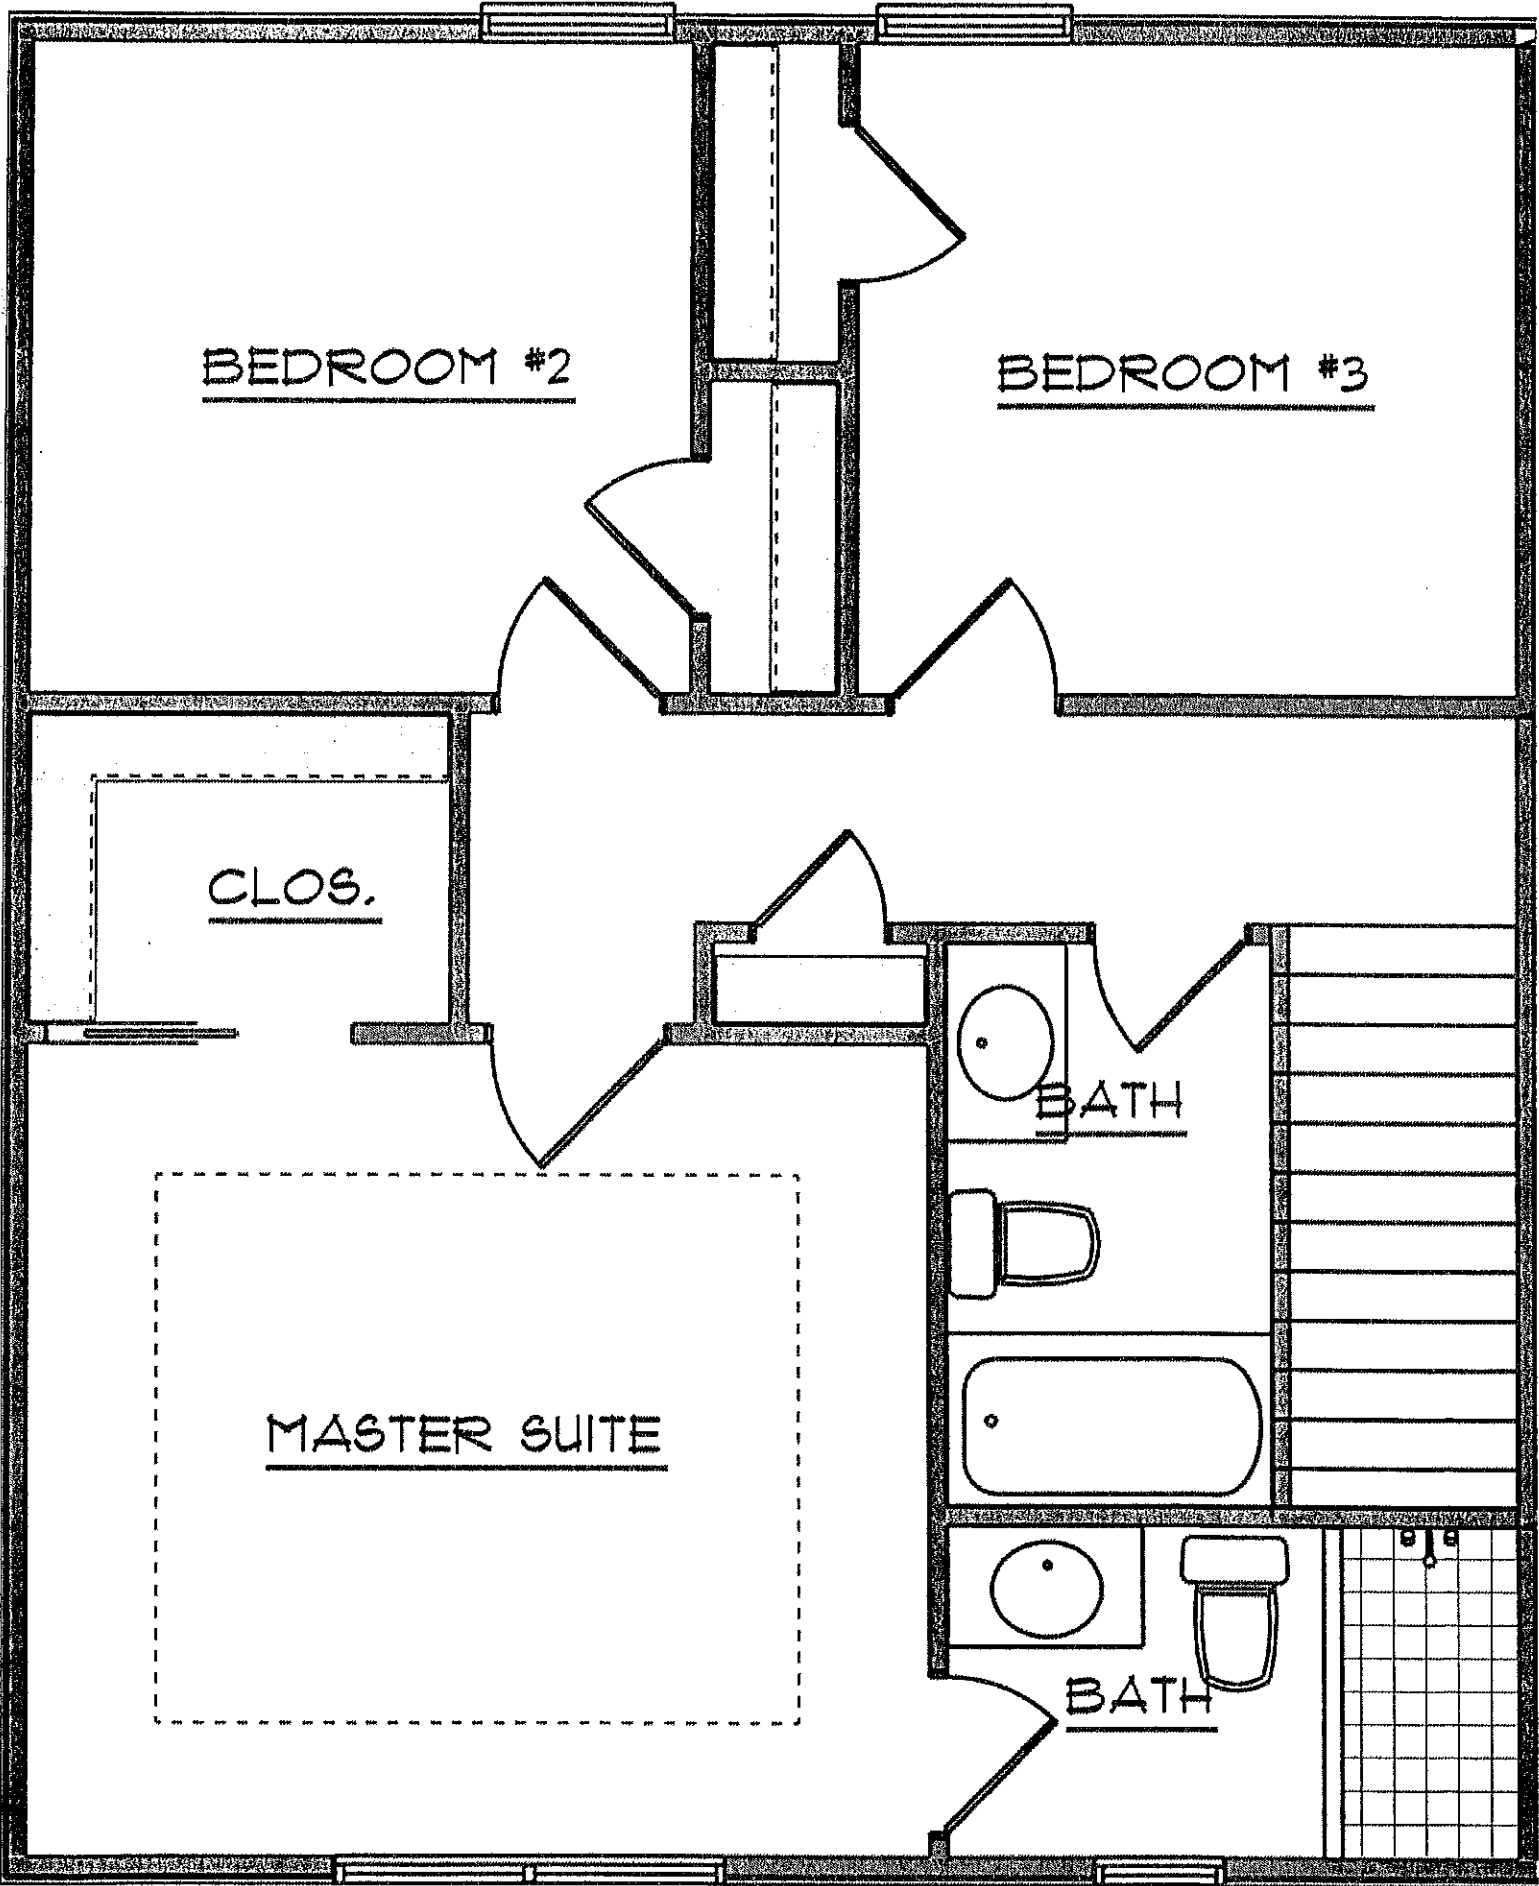 BEDROOM #2
BEDROOM #3
CLOS.
BATH
MASTER SUITE
BATH